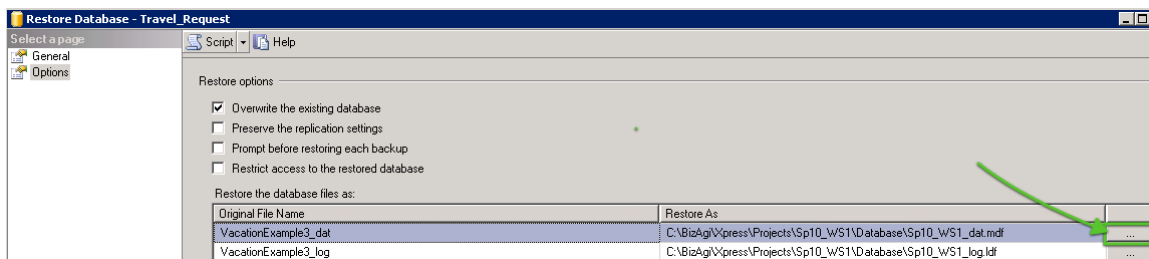 Restore Database - Travel_Request
Select a page
Script Help
General
Options
Restore options
Overwrite the existing database
Preserve the replication settings
Prompt before restoring each backup
Restrict access to the restored database
Restore the database files as:
Original File Name Restore As
VacationExample3_dat C:\BizAgi\Xpress\Projects\Sp10_WS1\Database\Sp10_WS1_dat.mdf ...
VacationExample3_log C:\BizAgi\Xpress\Projects\Sp10_WS1\Database\Sp10_WS1_log.ldf ...